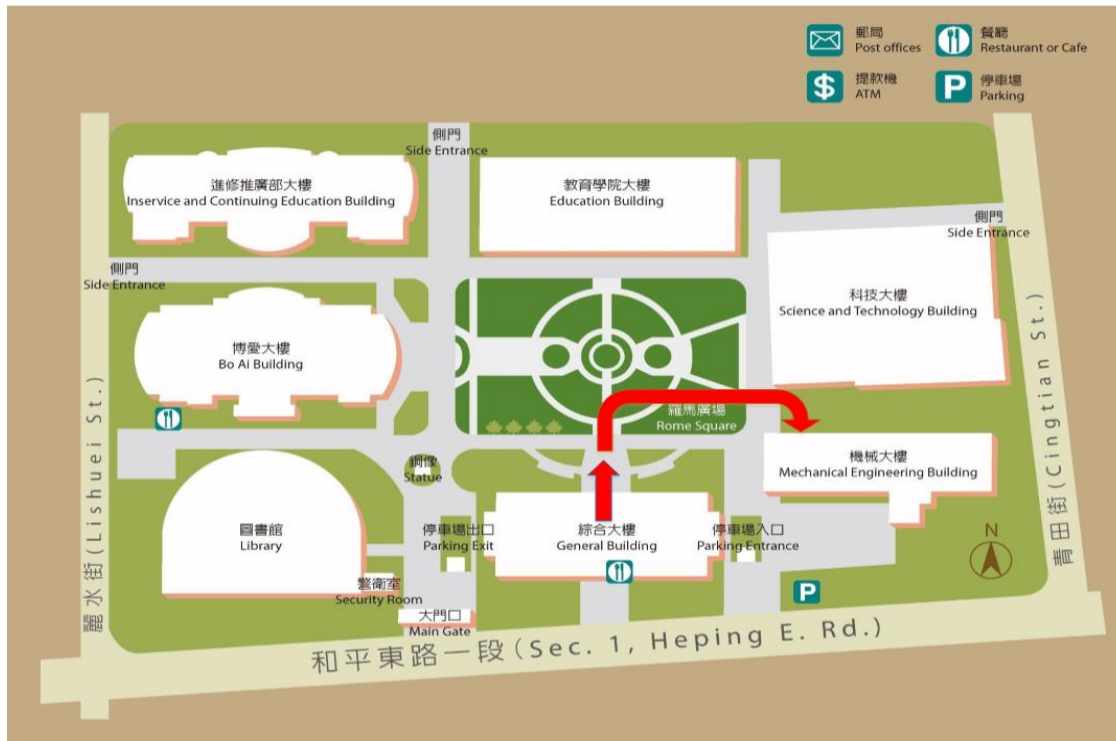 郵局
Post offices
餐廳
Restaurant or Cafe
$
提款機
ATM
P
停車場
Parking
側門
Side Entrance
進修推廣部大樓
Inservice and Continuing Education Building
教育學院大樓
Education Building
側門
Side Entrance
側門
Side Entrance
科技大樓
Science and Technology Building
博愛大樓
Bo Ai Building
羅馬廣場
Rome Square
機械大樓
Mechanical Engineering Building
銅像
Statue
圖書館
Library
停車場出口
Parking Exit
綜合大樓
General Building
停車場入口
Parking Entrance
N
警衛室
Security Room
P
大門口
Main Gate
麗水街(Lishuei St.)
青田街(Cingtian St.)
和平東路一段(Sec. 1, Heping E. Rd.)